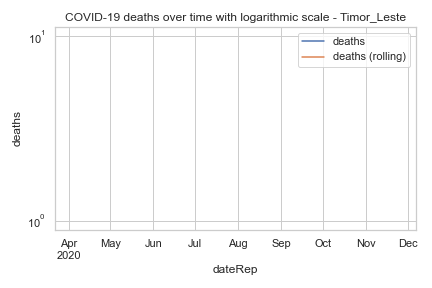 COVID-19 deaths over time with logarithmic scale - Timor_Leste
deaths
deaths (rolling)
10¹
deaths
10⁰
Apr May Jun Jul Aug Sep Oct Nov Dec
2020
dateRep